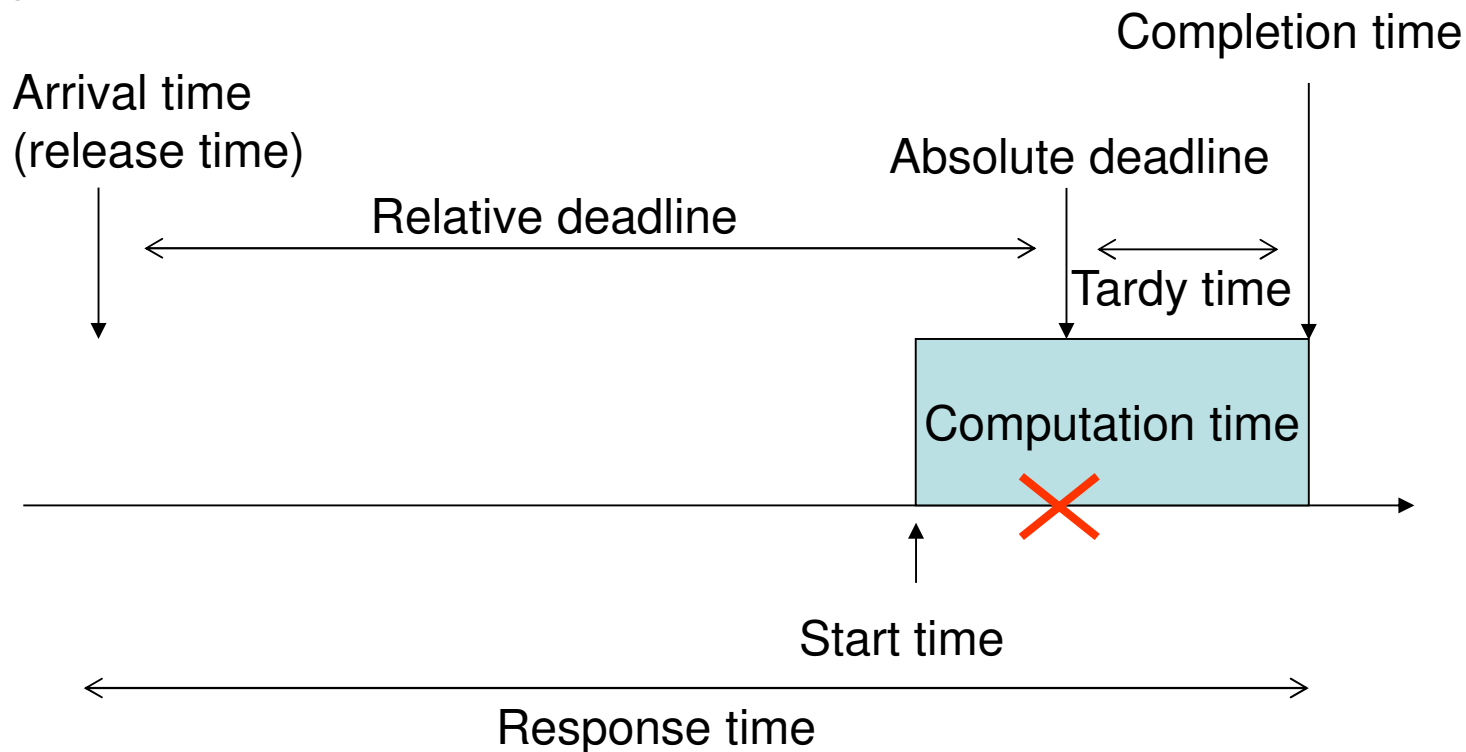 Completion time
Arrival time
(release time)
Absolute deadline
Relative deadline
Tardy time
Computation time
Start time
Response time